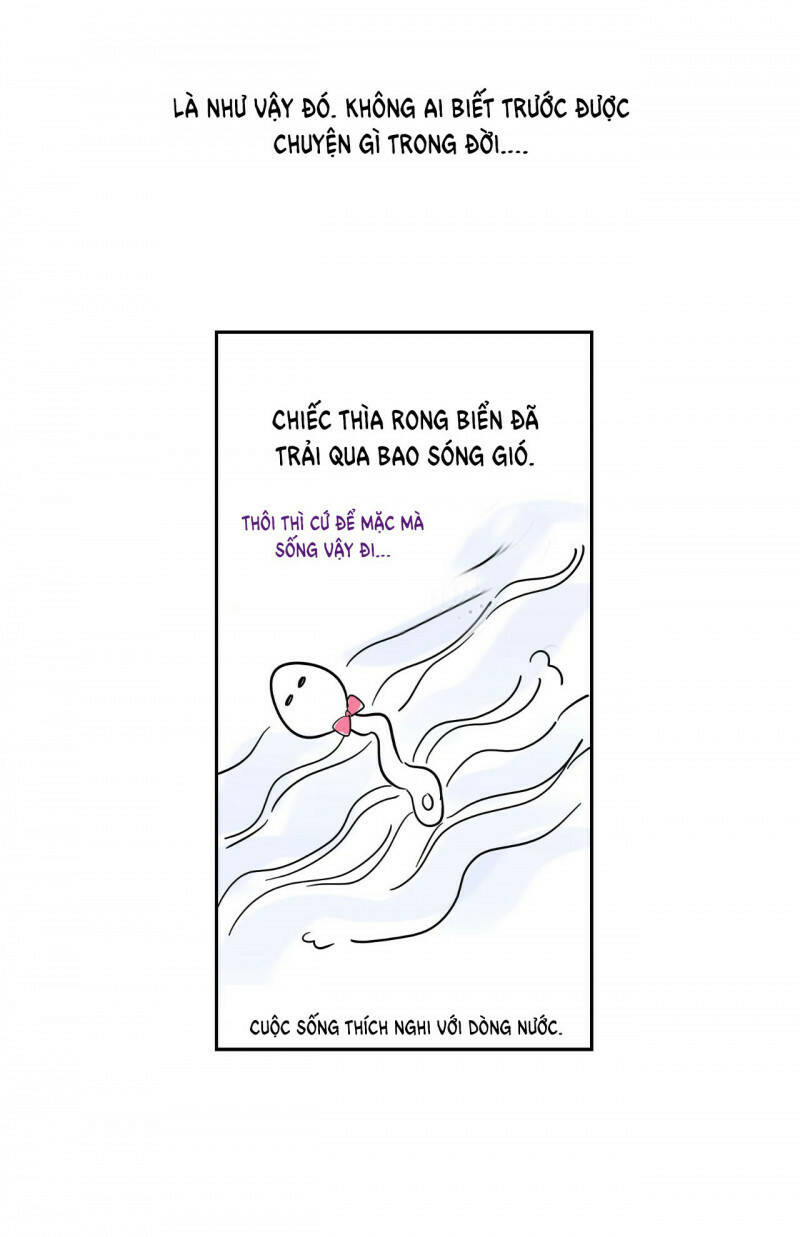 LÀ NHƯ VẬY ĐÓ. KHÔNG AI BIẾT TRƯỚC ĐƯỢC
CHUYỆN GÌ TRONG ĐỜI....
CHIẾC THÌA RONG BIỂN ĐÃ
TRẢI QUA BAO SÓNG GIÓ.
THÔI THÌ CỨ ĐỂ MẶC MÀ
SỐNG VẬY ĐI...
CUỘC SỐNG THÍCH NGHI VỚI DÒNG NƯỚC.